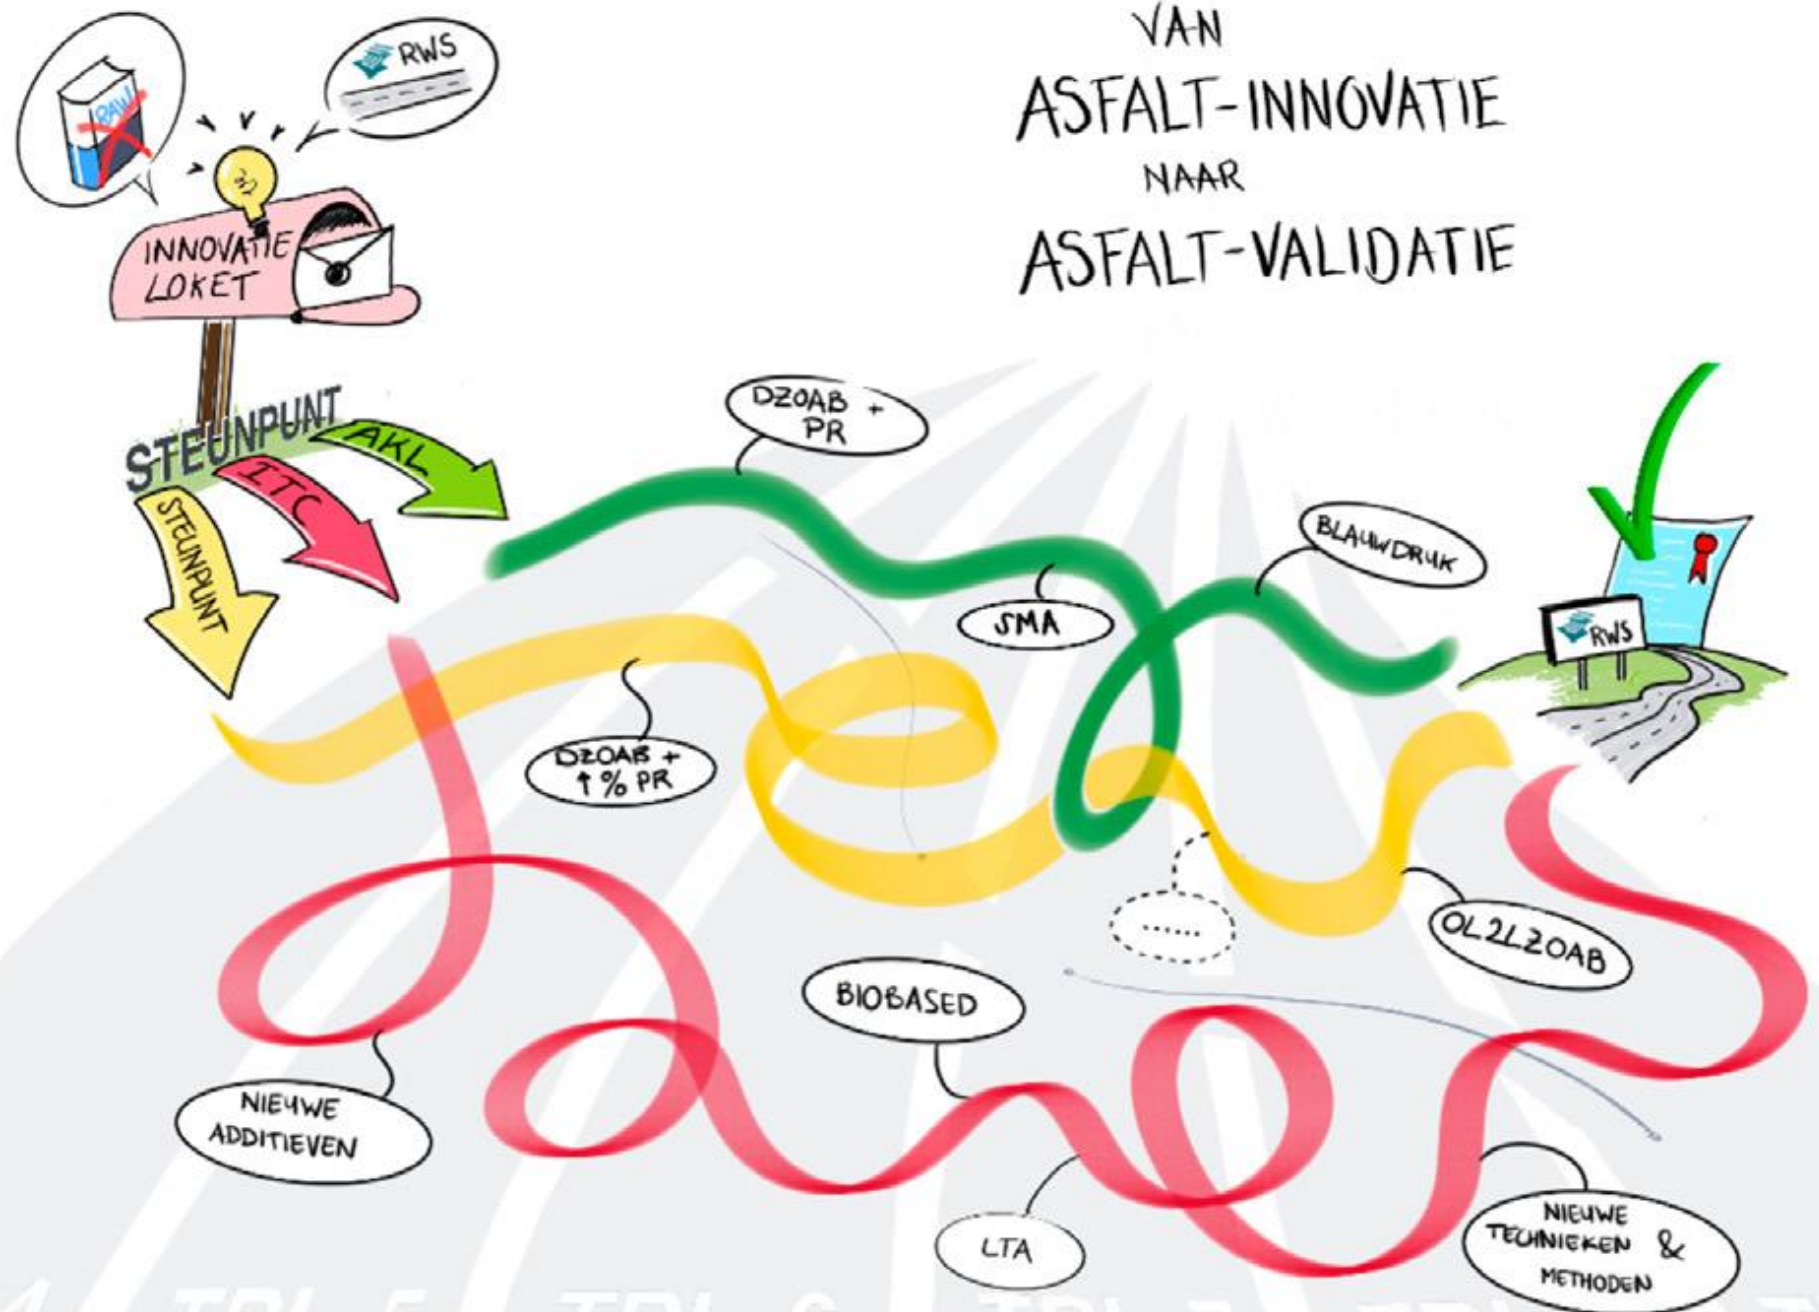 VAN
ASFALT-INNOVATIE
NAAR
ASFALT-VALIDATIE
RAW
RWS
INNOVATIE
LOKET
STEUNPUNT
AKL
ITC
STEUNPUNT
DZOAB +
PR
SMA
BLAUWDRUK
RWS
DZOAB +
↑ % PR
......
OL2LZOAB
BIOBASED
NIEUWE
ADDITIEVEN
LTA
NIEUWE
TECHNIEKEN &
METHODEN